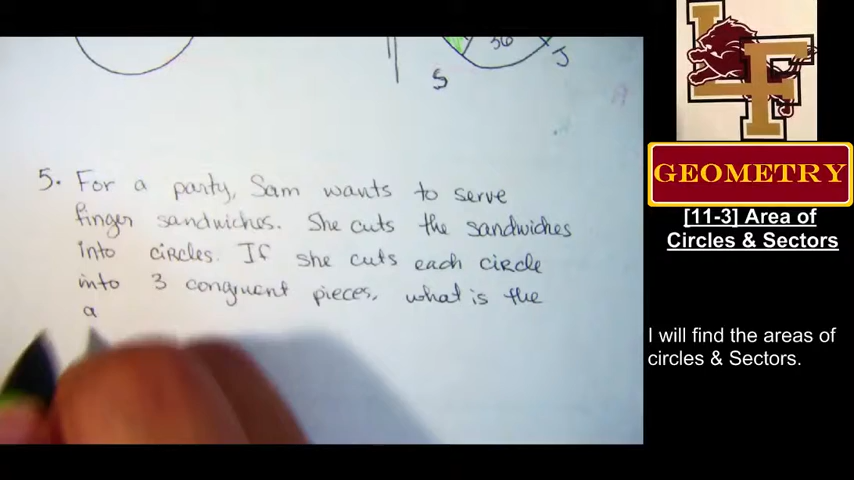 36
S
J
5. For a party, Sam wants to serve
finger sandwiches. She cuts the sandwiches
into circles. If she cuts each circle
into 3 congruent pieces, what is the
a
LF
GEOMETRY
[11-3] Area of
Circles & Sectors
I will find the areas of
circles & Sectors.